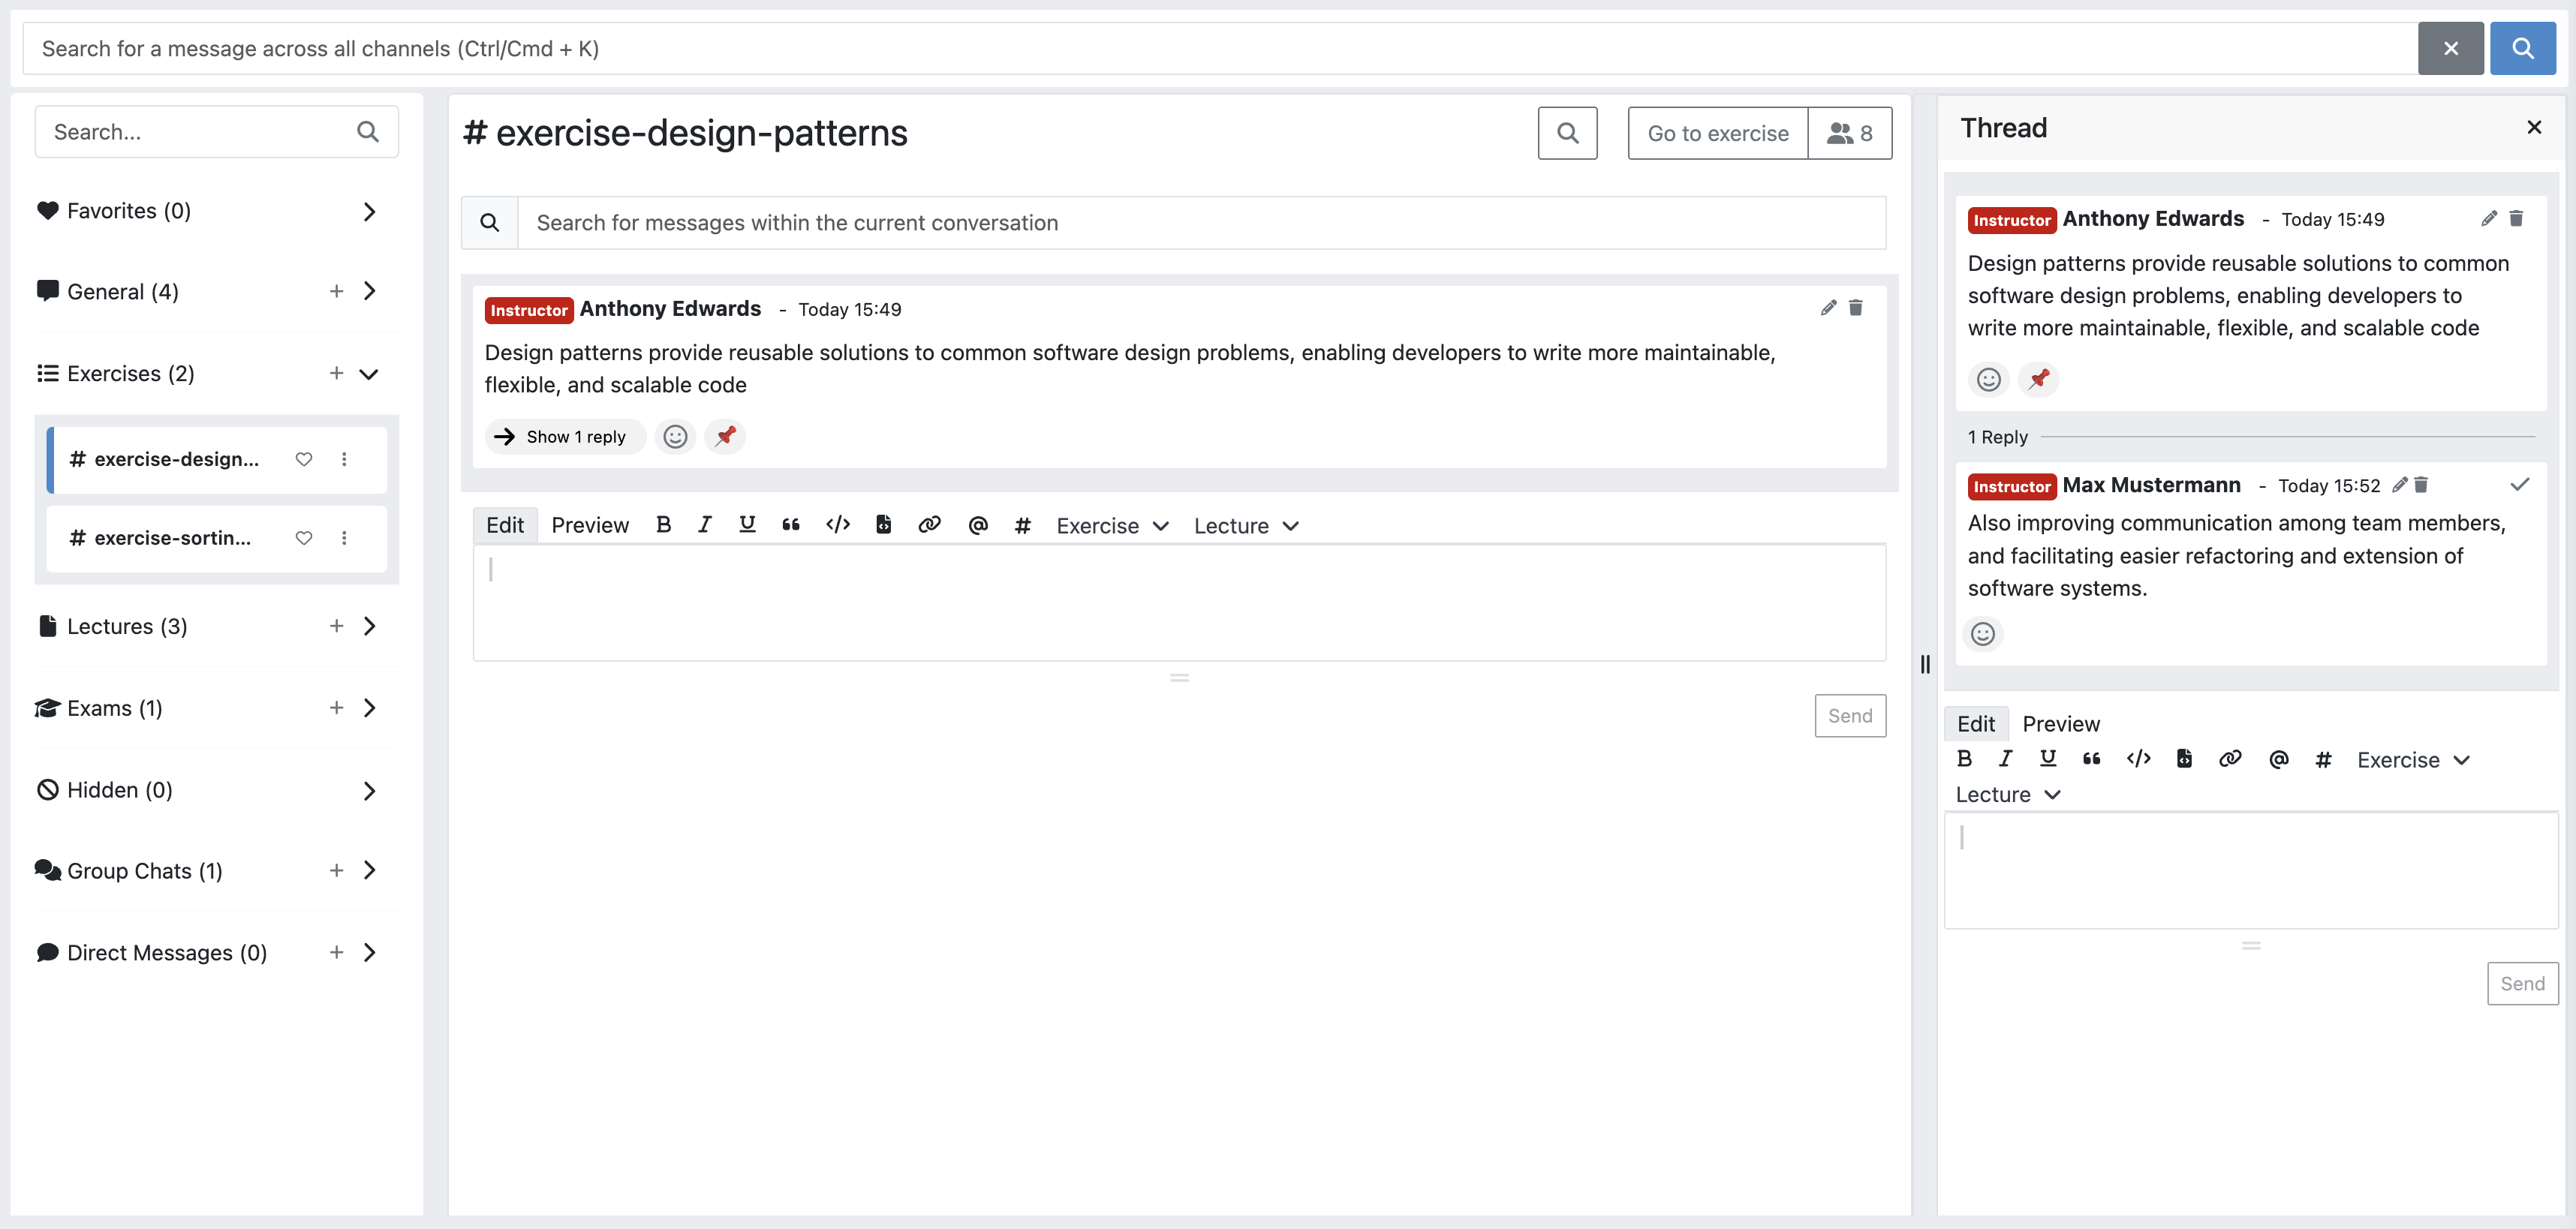 Search for a message across all channels (Ctrl/Cmd + K)
Search...
Favorites (0)
General (4)
Exercises (2)
# exercise-design...
# exercise-sortin...
Lectures (3)
Exams (1)
Hidden (0)
Group Chats (1)
Direct Messages (0)
# exercise-design-patterns
Go to exercise
8
Search for messages within the current conversation
Instructor Anthony Edwards - Today 15:49
Design patterns provide reusable solutions to common software design problems, enabling developers to write more maintainable,
flexible, and scalable code
Show 1 reply
Edit Preview B I U “ </> @ # Exercise Lecture
Send
Thread
Instructor Anthony Edwards - Today 15:49
Design patterns provide reusable solutions to common
software design problems, enabling developers to
write more maintainable, flexible, and scalable code
1 Reply
Instructor Max Mustermann - Today 15:52
Also improving communication among team members,
and facilitating easier refactoring and extension of
software systems.
Edit Preview
B I U “ </> @ # Exercise
Lecture
Send